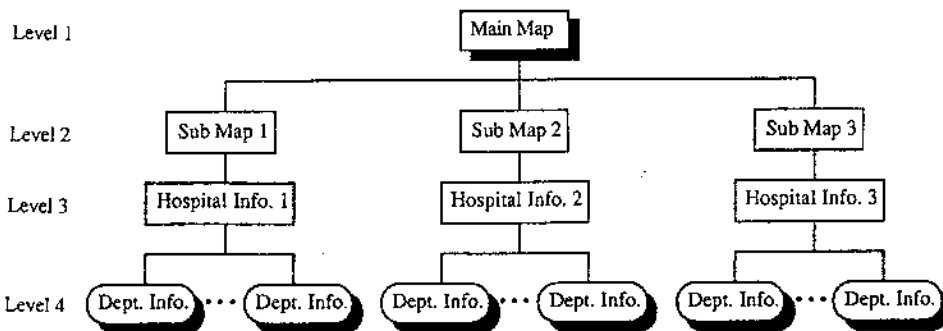 Level 1
Main Map
Level 2
Sub Map 1
Sub Map 2
Sub Map 3
Level 3
Hospital Info. 1
Hospital Info. 2
Hospital Info. 3
Level 4
Dept. Info. ··· Dept. Info.
Dept. Info. ··· Dept. Info.
Dept. Info. ··· Dept. Info.